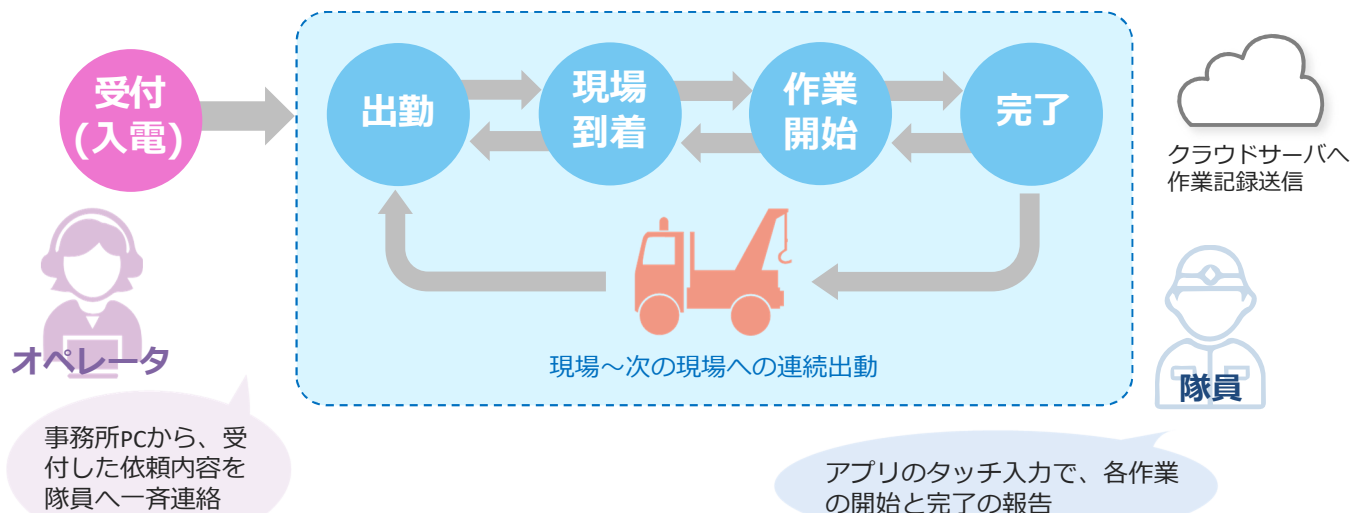 受付
(入電)
出勤
現場
到着
作業
開始
完了
クラウドサーバへ
作業記録送信
オペレータ
現場～次の現場への連続出動
隊員
事務所PCから、受
付した依頼内容を
隊員へ一斉連絡
アプリのタッチ入力で、各作業
の開始と完了の報告